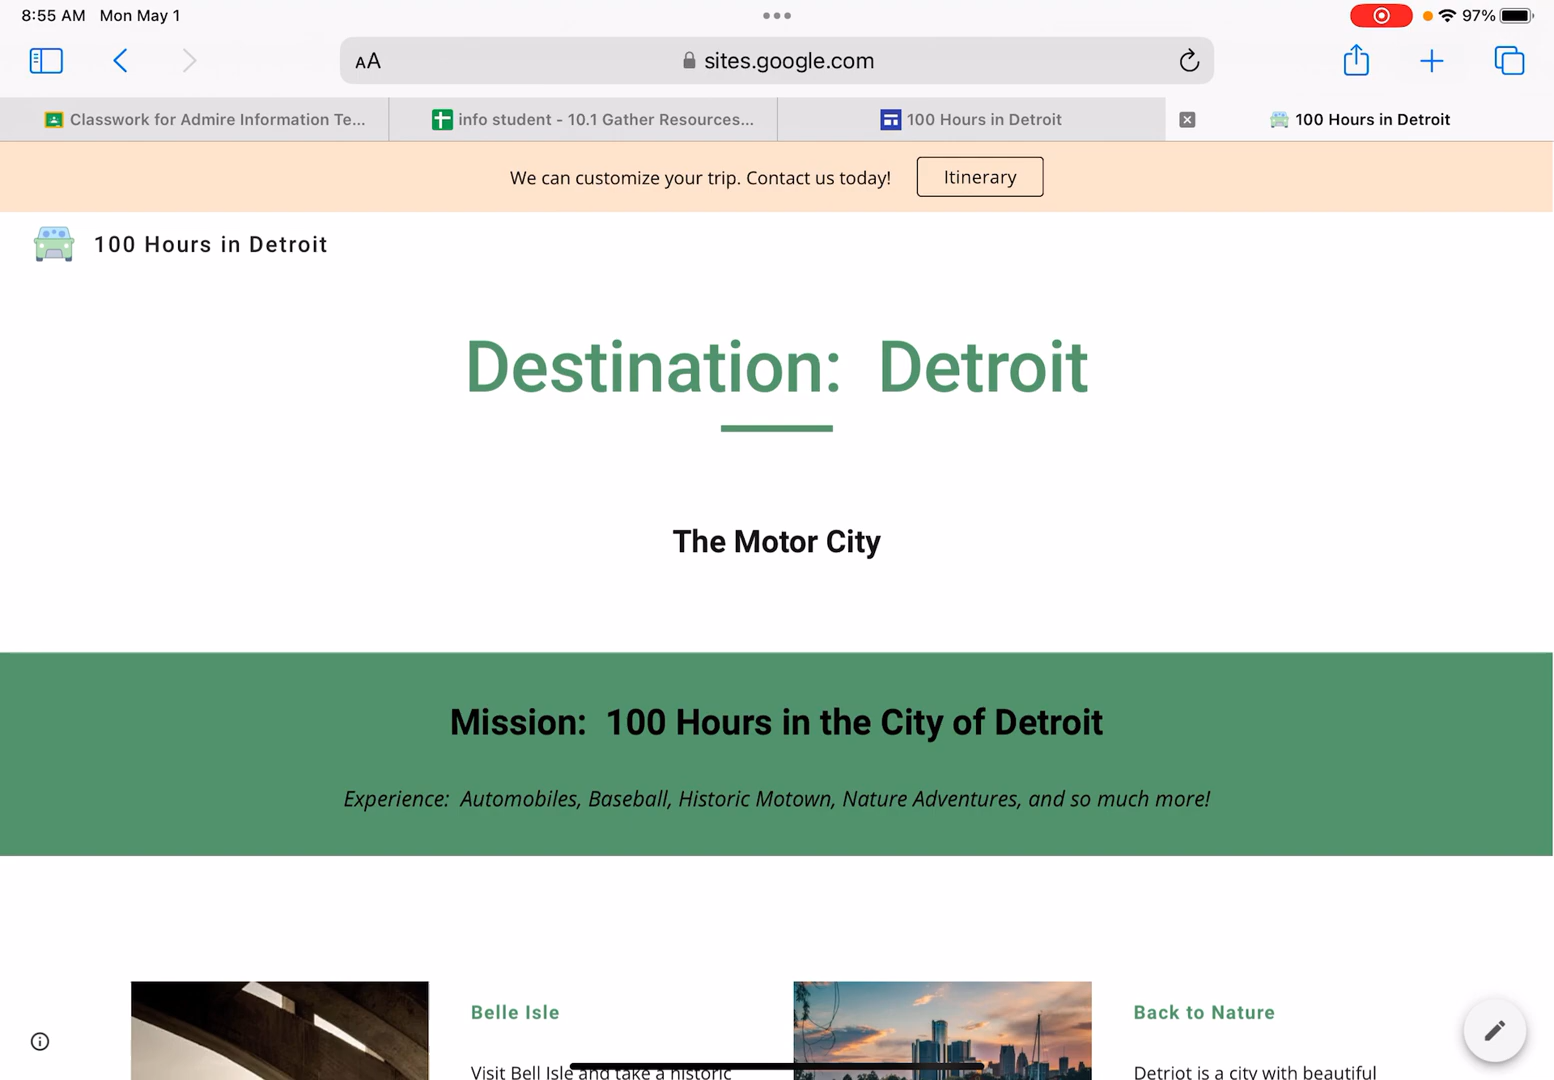 8:55 AM Mon May 1
97%
AA
sites.google.com
Classwork for Admire Information Te...
info student - 10.1 Gather Resources...
100 Hours in Detroit
100 Hours in Detroit
We can customize your trip. Contact us today!
Itinerary
100 Hours in Detroit
Destination: Detroit
The Motor City
Mission: 100 Hours in the City of Detroit
Experience: Automobiles, Baseball, Historic Motown, Nature Adventures, and so much more!
Belle Isle
Back to Nature
Visit Bell Isle and take a historic
Detriot is a city with beautiful